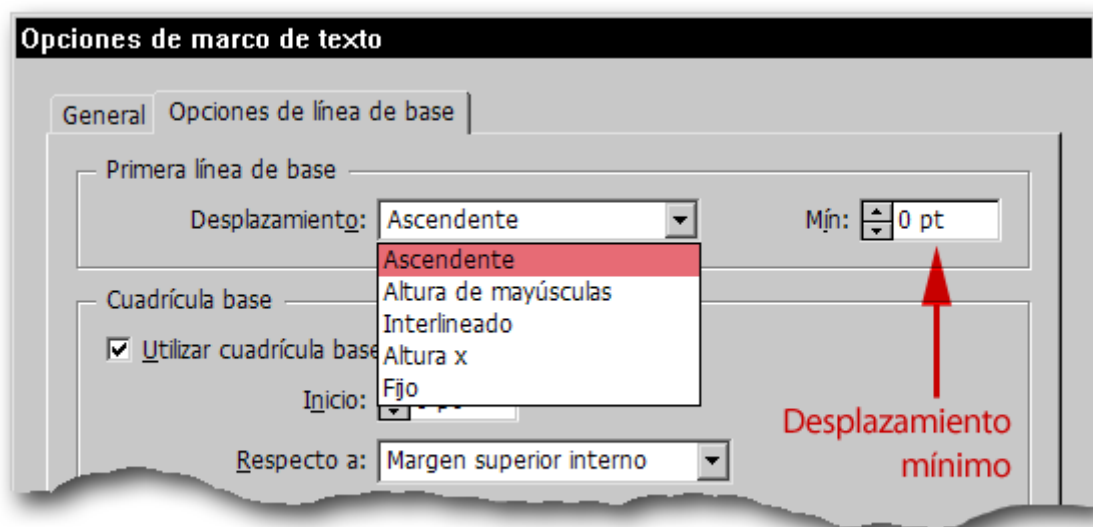 Opciones de marco de texto
General Opciones de línea de base
Primera línea de base
Desplazamiento: Ascendente Mín: 0 pt
Ascendente
Altura de mayúsculas
Interlineado
Altura x
Fijo
Cuadrícula base
Utilizar cuadrícula base
Inicio:
Respecto a: Margen superior interno
Desplazamiento
mínimo